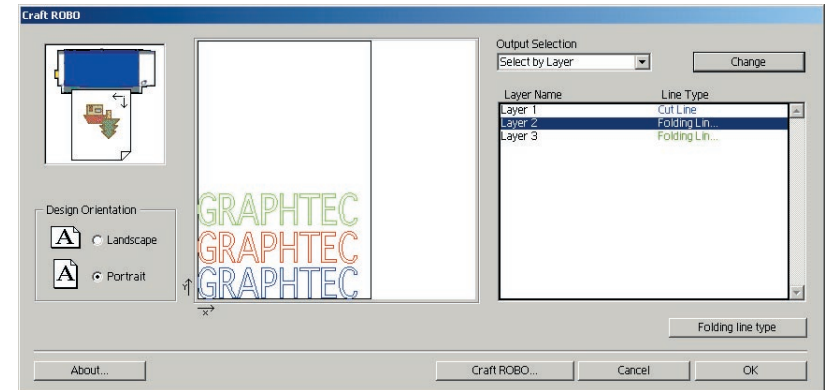 Craft ROBO
Output Selection
Select by Layer
Change
Layer Name Line Type
Layer 1 Cut Line
Layer 2 Folding Lin...
Layer 3 Folding Lin...
Design Orientation
A Landscape
A Portrait
GRAPHTEC
GRAPHTEC
GRAPHTEC
Y
X
Folding line type
About...
Craft ROBO...
Cancel
OK